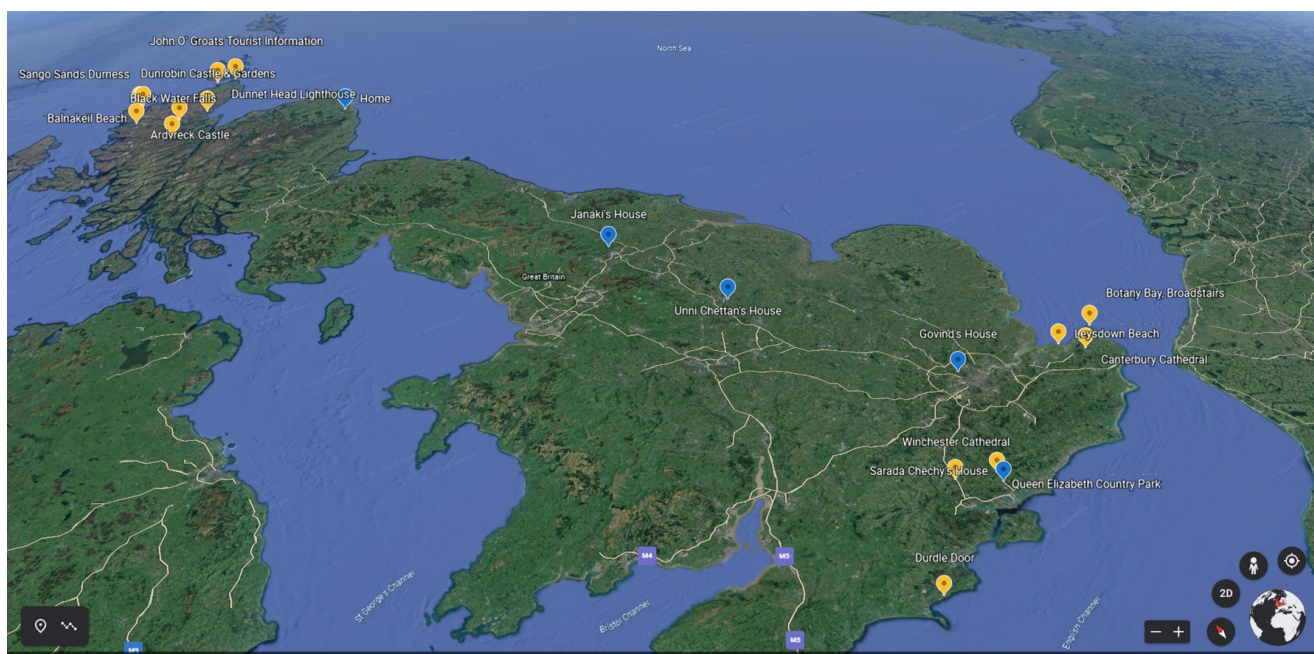 John O' Groats Tourist Information
North Sea
Sango Sands Durness
Dunrobin Castle & Gardens
Black Water Falls
Dunnet Head Lighthouse
Home
Balnakeil Beach
Ardvreck Castle
Janaki's House
Great Britain
Unni Chettan's House
Botany Bay, Broadstairs
Govind's House
Leysdown Beach
Canterbury Cathedral
Winchester Cathedral
Sarada Chechy's House
Queen Elizabeth Country Park
M4
M5
Durdle Door
St George's Channel
Bristol Channel
English Channel
2D
M5
M9